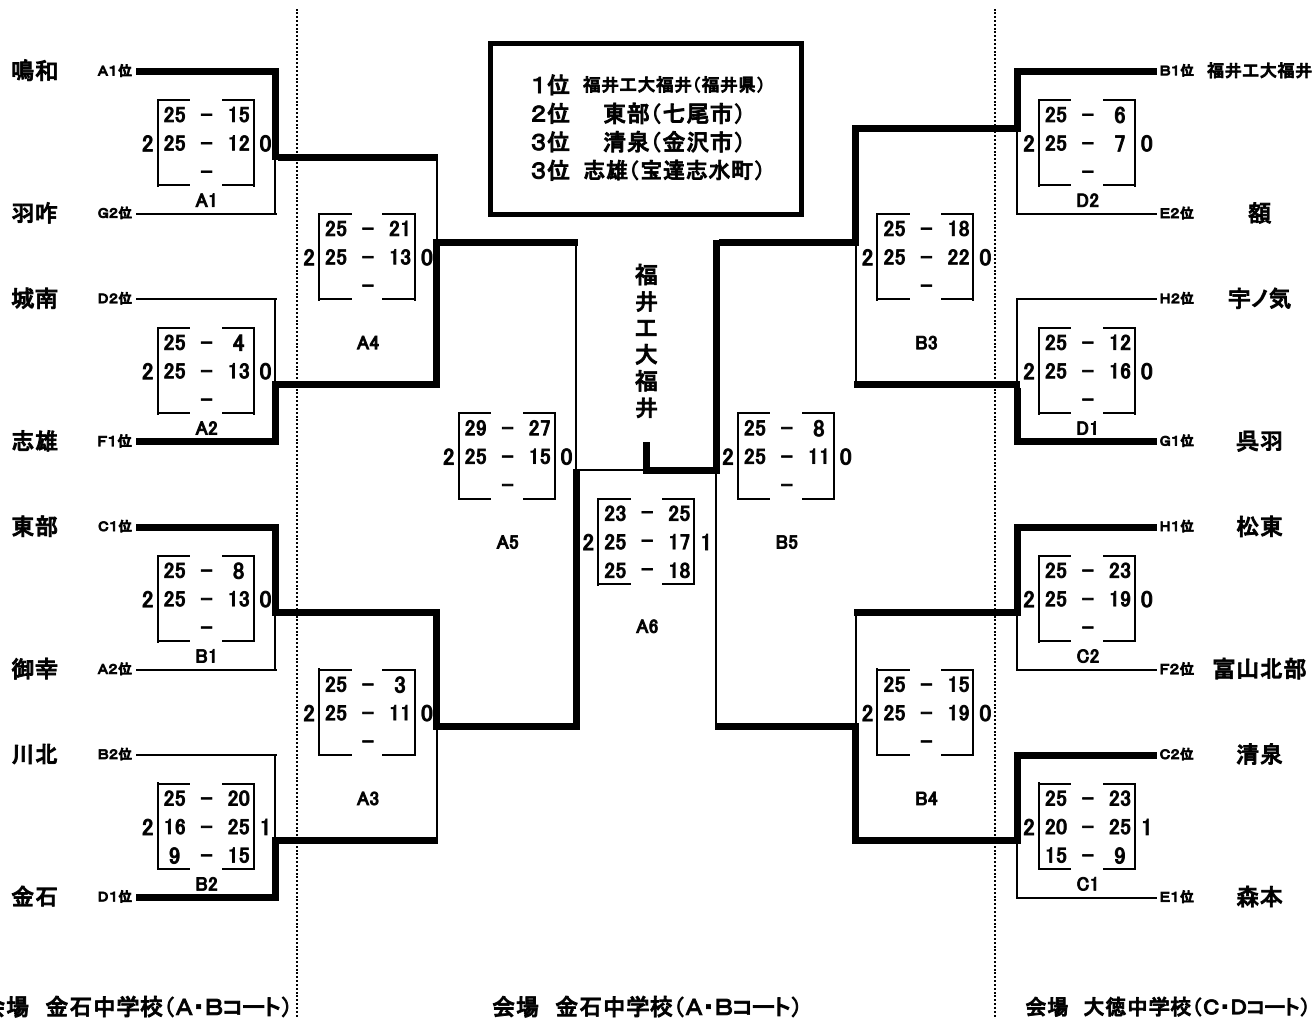 1位 福井工大福井(福井県)
2位 東部(七尾市)
3位 清泉(金沢市)
3位 志雄(宝達志水町)
鳴和 A1位
25 - 15
2 25 - 12 0
-
A1
羽咋 G2位
城南 D2位
25 - 4
2 25 - 13 0
-
A2
志雄 F1位
東部 C1位
25 - 8
2 25 - 13 0
-
B1
御幸 A2位
川北 B2位
25 - 20
2 16 - 25 1
9 - 15
B2
金石 D1位
25 - 21
2 25 - 13 0
-
A4
25 - 3
2 25 - 11 0
-
A3
29 - 27
2 25 - 15 0
-
A5
福井工大福井
23 - 25
2 25 - 17 1
25 - 18
A6
25 - 8
2 25 - 11 0
-
B5
25 - 18
2 25 - 22 0
-
B3
25 - 15
2 25 - 19 0
-
B4
B1位 福井工大福井
25 - 6
2 25 - 7 0
-
D2
E2位 額
H2位 宇ノ気
25 - 12
2 25 - 16 0
-
D1
G1位 呉羽
H1位 松東
25 - 23
2 25 - 19 0
-
C2
F2位 富山北部
C2位 清泉
25 - 23
2 20 - 25 1
15 - 9
C1
E1位 森本
会場 金石中学校(A・Bコート)
会場 金石中学校(A・Bコート)
会場 大徳中学校(C・Dコート)